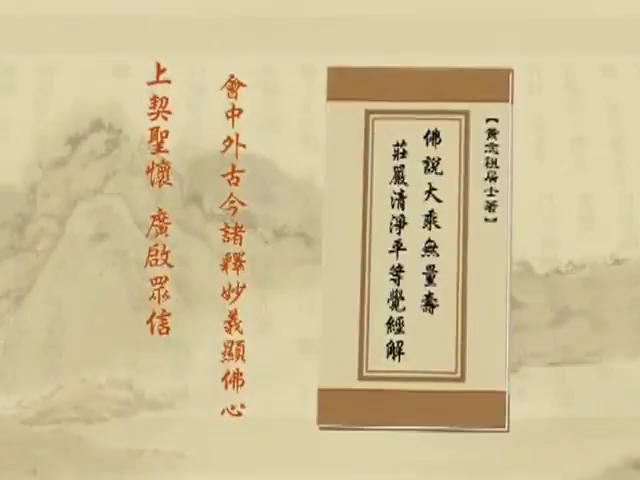 【黃念祖居士著】
佛說大乘無量壽
莊嚴清淨平等覺經解
會中外古今諸釋妙義顯佛心
上契聖懷 廣啟眾信